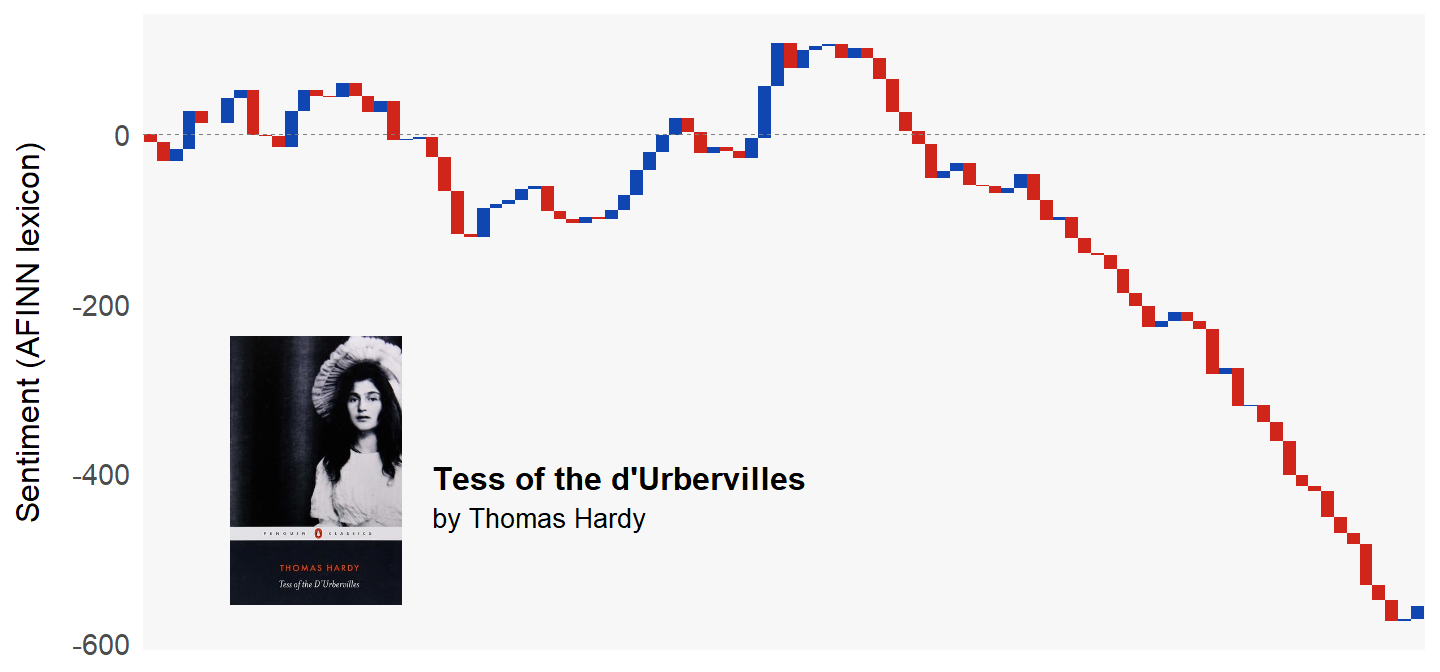 Sentiment (AFINN lexicon)
0
-200
-400
-600
Tess of the d'Urbervilles
by Thomas Hardy
PENGUIN CLASSICS
THOMAS HARDY
Tess of the D'Urbervilles